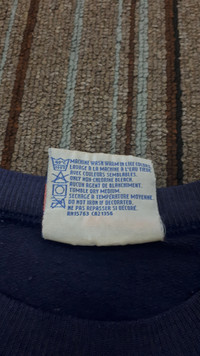 MACHINE WASH WARM IN LIKE COLORS
LAVAGE A LA MACHINE A L'EAU TIEDE
AVEC COULEURS SEMBLABLES.
ONLY NON-CHLORINE BLEACH.
AUCUN AGENT DE BLANCHIMENT.
TUMBLE DRY MEDIUM.
SECHAGE A TEMPERATURE MOYENNE.
DO NOT IRON IF DECORATED.
NE PAS REPASSER SI DECORE.